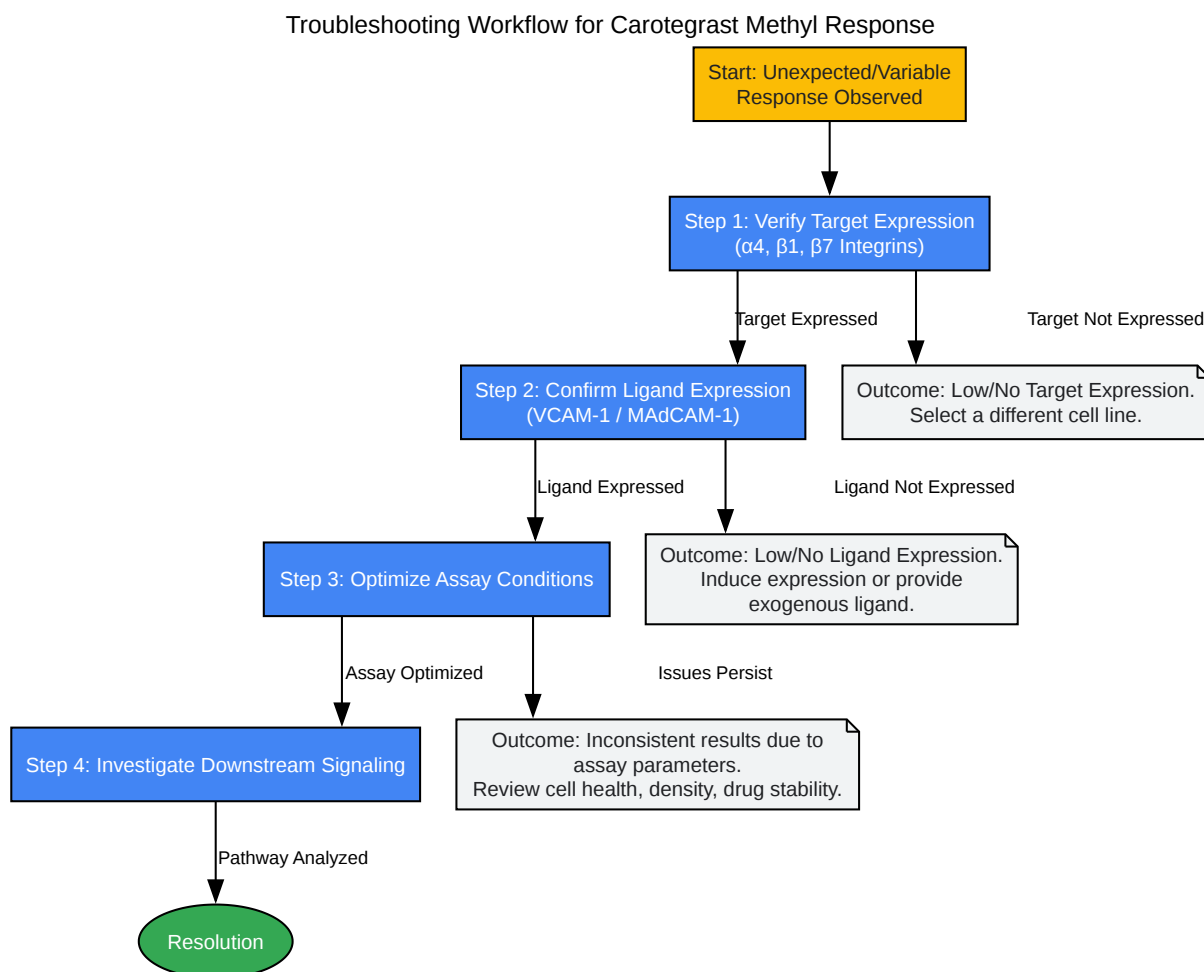 Troubleshooting Workflow for Carotegrast Methyl Response
Start: Unexpected/Variable
Response Observed
Step 1: Verify Target Expression
(α4, β1, β7 Integrins)
Target Expressed
Target Not Expressed
Step 2: Confirm Ligand Expression
(VCAM-1 / MAdCAM-1)
Outcome: Low/No Target Expression.
Select a different cell line.
Ligand Expressed
Ligand Not Expressed
Step 3: Optimize Assay Conditions
Outcome: Low/No Ligand Expression.
Induce expression or provide
exogenous ligand.
Assay Optimized
Issues Persist
Step 4: Investigate Downstream Signaling
Outcome: Inconsistent results due to
assay parameters.
Review cell health, density, drug stability.
Pathway Analyzed
Resolution